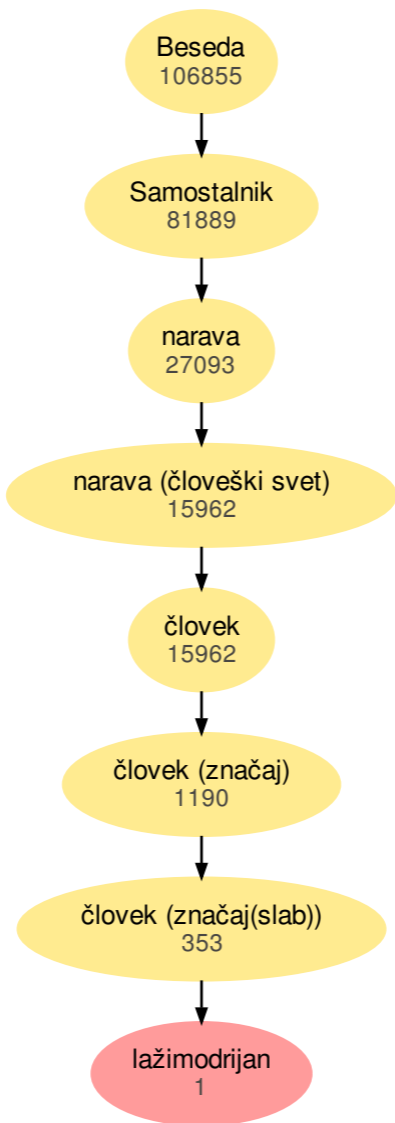 Beseda
106855
Samostalnik
81889
narava
27093
narava (človeški svet)
15962
človek
15962
človek (značaj)
1190
človek (značaj(slab))
353
lažimodrijan
1